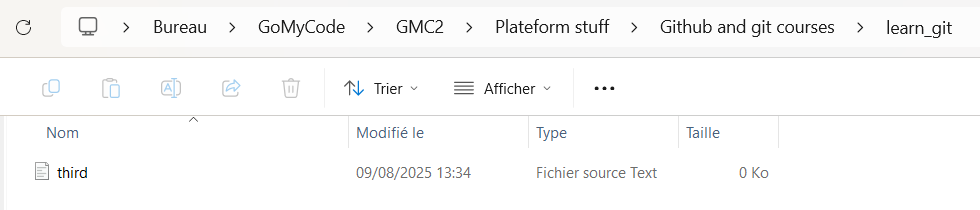 Bureau > GoMyCode > GMC2 > Plateform stuff > Github and git courses > learn_git
Trier Afficher
Nom Modifié le Type Taille
third 09/08/2025 13:34 Fichier source Text 0 Ko